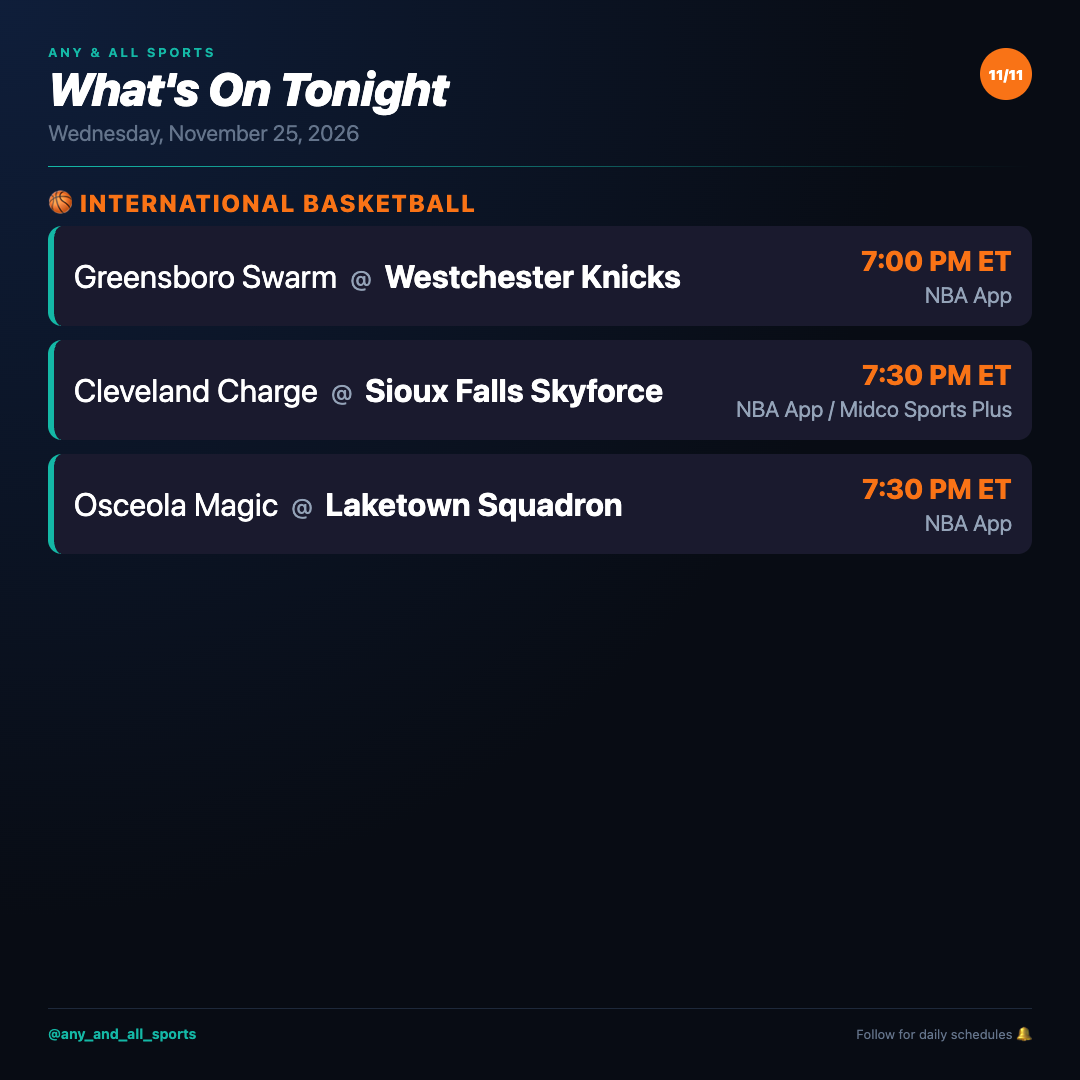 ANY & ALL SPORTS
What's On Tonight
11/11
Wednesday, November 25, 2026
🏀 INTERNATIONAL BASKETBALL
Greensboro Swarm @ Westchester Knicks
7:00 PM ET
NBA App
Cleveland Charge @ Sioux Falls Skyforce
7:30 PM ET
NBA App / Midco Sports Plus
Osceola Magic @ Laketown Squadron
7:30 PM ET
NBA App
@any_and_all_sports
Follow for daily schedules 🔔